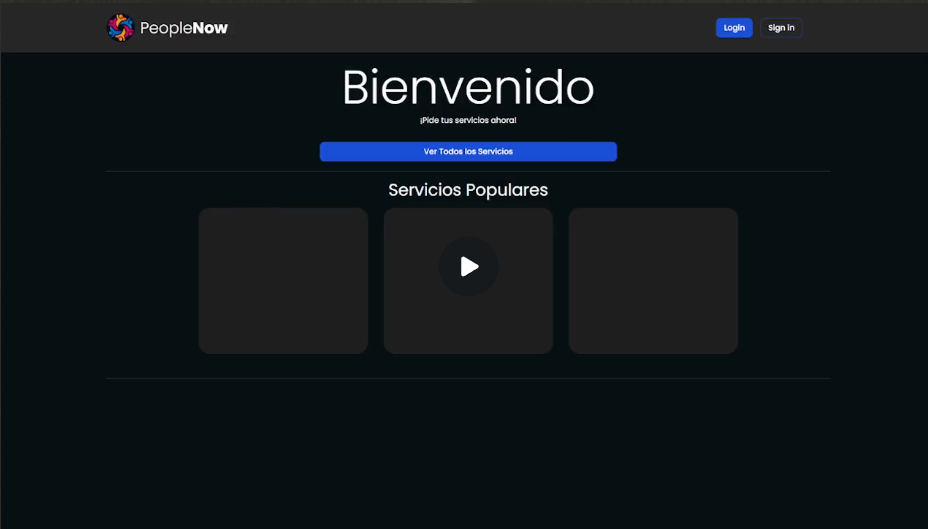 PeopleNow
Login
Sign in
Bienvenido
¡Pide tus servicios ahora!
Ver Todos los Servicios
Servicios Populares